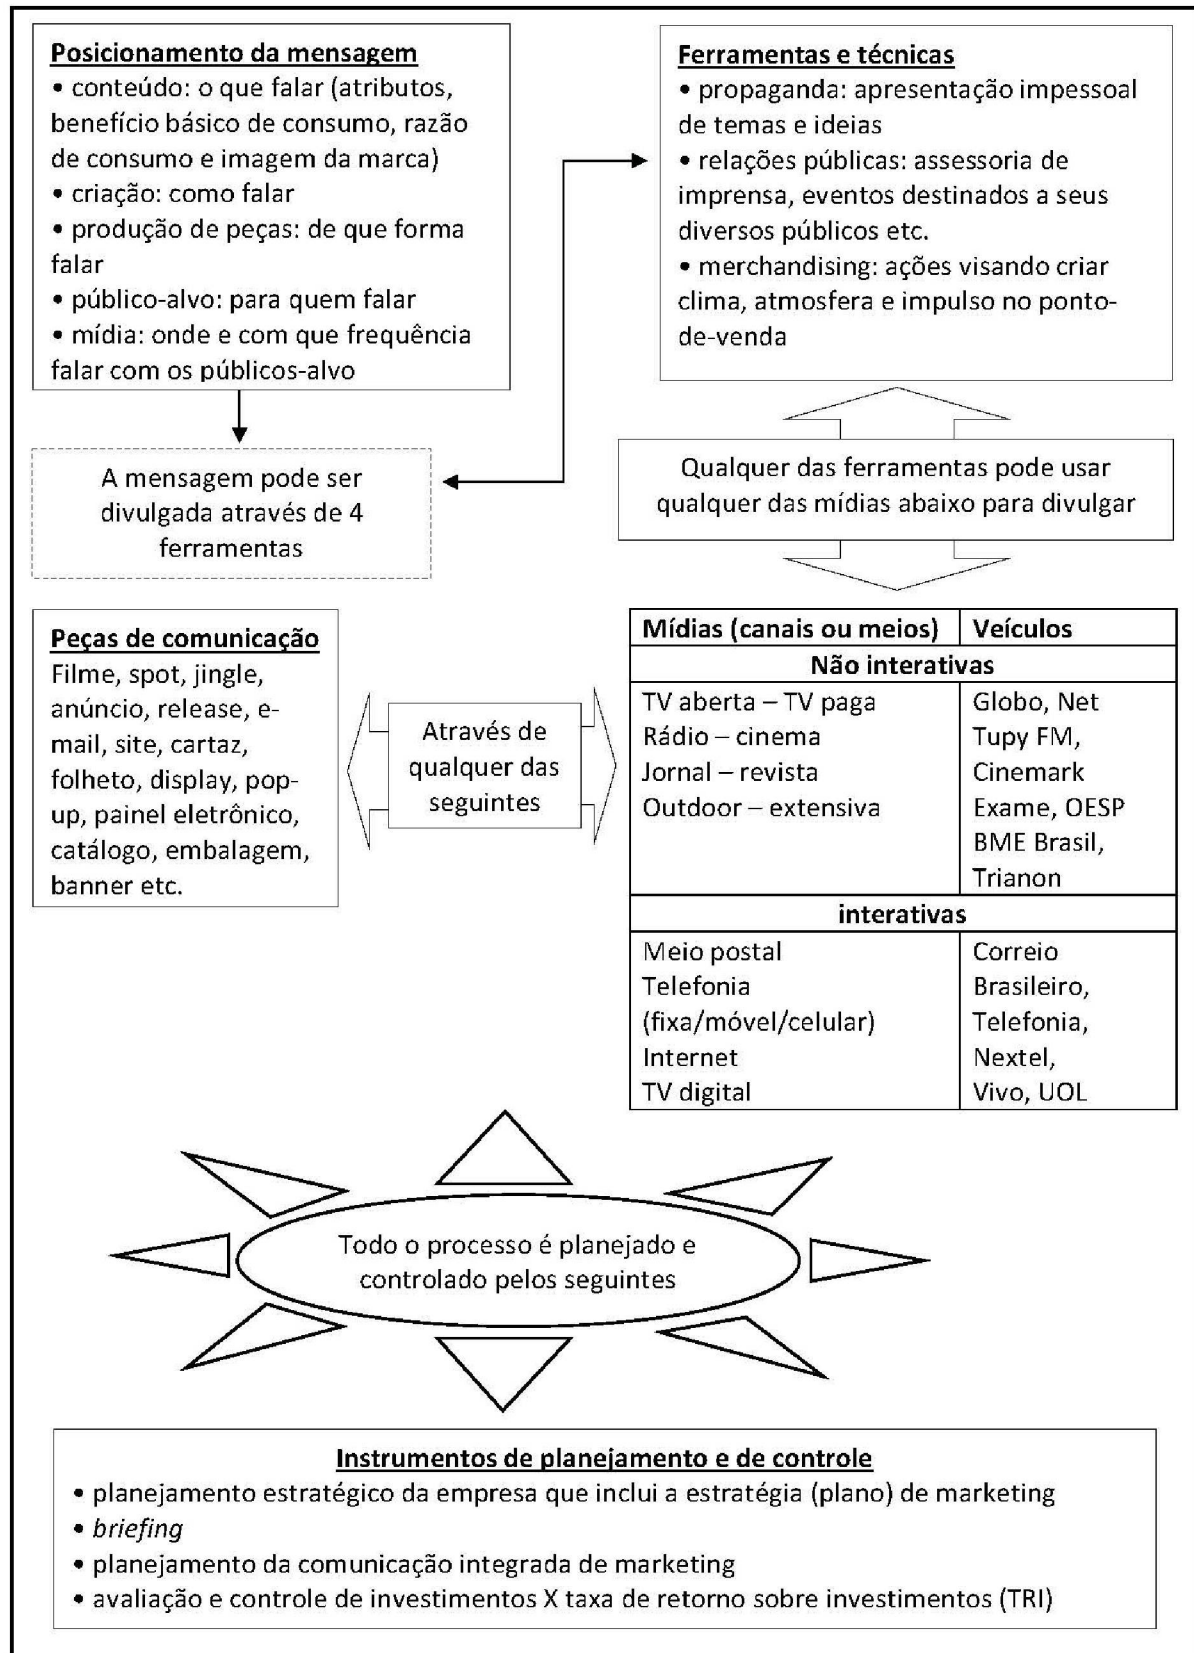 Posicionamento da mensagem
• conteúdo: o que falar (atributos,
benefício básico de consumo, razão
de consumo e imagem da marca)
• criação: como falar
• produção de peças: de que forma
falar
• público-alvo: para quem falar
• mídia: onde e com que frequência
falar com os públicos-alvo
Ferramentas e técnicas
• propaganda: apresentação impessoal
de temas e ideias
• relações públicas: assessoria de
imprensa, eventos destinados a seus
diversos públicos etc.
• merchandising: ações visando criar
clima, atmosfera e impulso no ponto-
de-venda
A mensagem pode ser
divulgada através de 4
ferramentas
Qualquer das ferramentas pode usar
qualquer das mídias abaixo para divulgar
Peças de comunicação
Filme, spot, jingle,
anúncio, release, e-
mail, site, cartaz,
folheto, display, pop-
up, painel eletrônico,
catálogo, embalagem,
banner etc.
Através de
qualquer das
seguintes
Mídias (canais ou meios) Veículos
Não interativas
TV aberta – TV paga Globo, Net
Rádio – cinema Tupy FM,
Jornal – revista Cinemark
Outdoor – extensiva Exame, OESP
BME Brasil,
Trianon
interativas
Meio postal Correio
Telefonia Brasileiro,
(fixa/móvel/celular) Telefonia,
Internet Nextel,
TV digital Vivo, UOL
Todo o processo é planejado e
controlado pelos seguintes
Instrumentos de planejamento e de controle
• planejamento estratégico da empresa que inclui a estratégia (plano) de marketing
• briefing
• planejamento da comunicação integrada de marketing
• avaliação e controle de investimentos X taxa de retorno sobre investimentos (TRI)